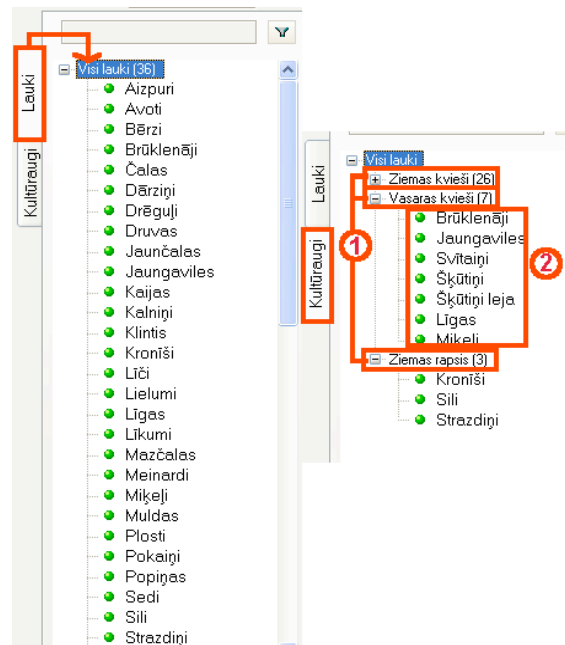 Lauki
Kultūraugi
Visi lauki (36)
Aizpuri
Avoti
Bērzi
Brūklenāji
Čalas
Dārziņi
Drēguļi
Druvas
Jaunčalas
Jaungaviles
Kaijas
Kalniņi
Klintis
Kronīši
Līči
Lielumi
Līgas
Līkumi
Mazčalas
Meinardi
Miķeļi
Muldas
Plosti
Pokaiņi
Popiņas
Sedi
Sili
Strazdiņi
Lauki
Kultūraugi
Visi lauki
Ziemas kvieši (26)
Vasaras kvieši (7)
Brūklenāji
Jaungaviles
Svītaiņi
Šķūtiņi
Šķūtiņi leja
Līgas
Miķeļi
Ziemas rapsis (3)
Kronīši
Sili
Strazdiņi
1
2